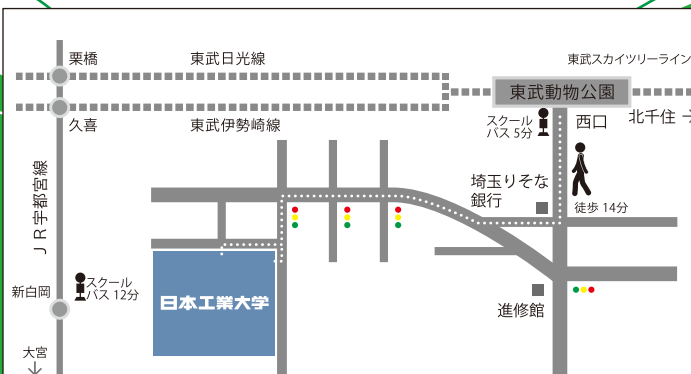 栗橋
東武日光線
東武スカイツリーライン
東武動物公園
久喜
東武伊勢崎線
スクール
バス 5分
西口
北千住→
JR宇都宮線
埼玉りそな
銀行
徒歩 14分
スクール
バス 12分
新白岡
日本工業大学
進修館
大宮
↓